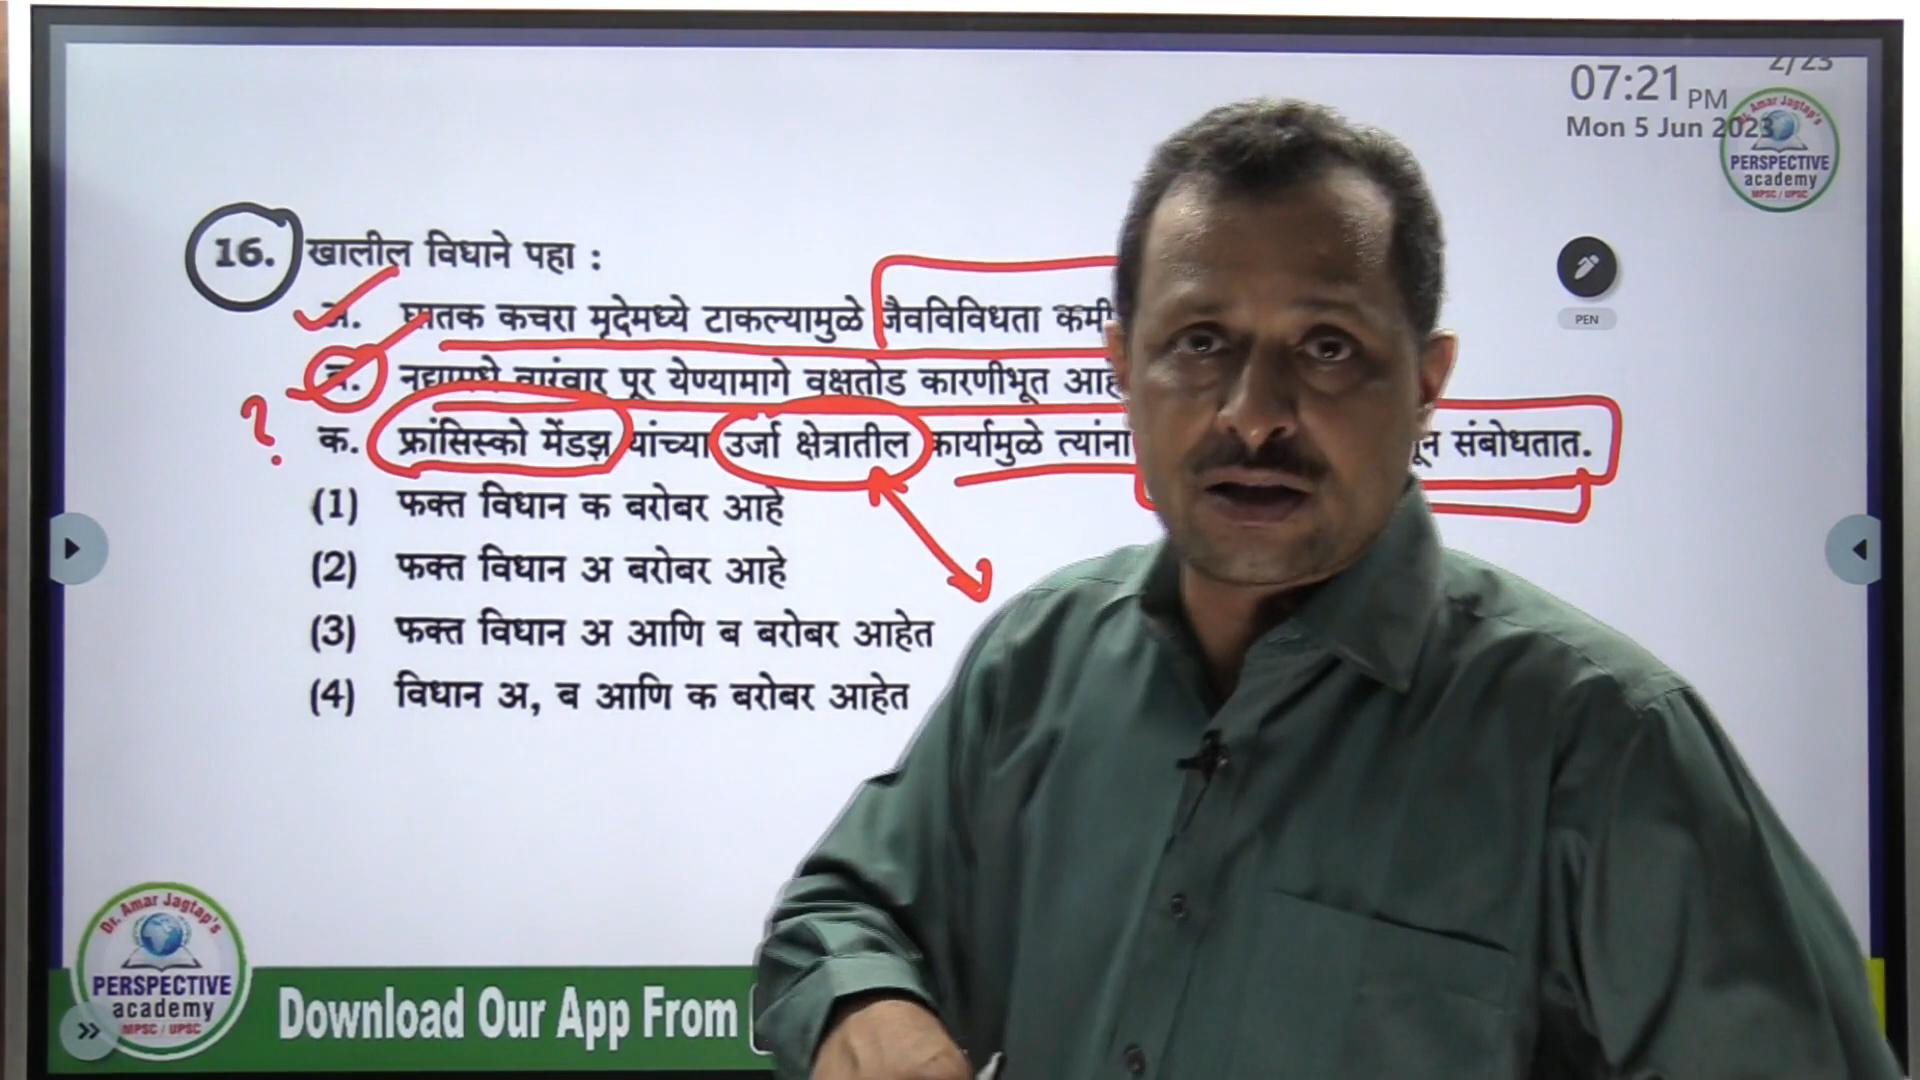 2/23
07:21 PM
Mon 5 Jun 2023
Dr. Amar Jagtap's
PERSPECTIVE
academy
MPSC / UPSC
16. खालील विधाने पहा :
अ. घातक कचरा मृदेमध्ये टाकल्यामुळे जैवविविधता कमी
ब. नद्यामधे वारंवार पूर येण्यामागे वृक्षतोड कारणीभूत आहे
?
क. फ्रांसिस्को मेंडझ यांच्या उर्जा क्षेत्रातील कार्यामुळे त्यांना संबोधतात.
(1) फक्त विधान क बरोबर आहे
(2) फक्त विधान अ बरोबर आहे
(3) फक्त विधान अ आणि ब बरोबर आहेत
(4) विधान अ, ब आणि क बरोबर आहेत
PEN
Dr. Amar Jagtap's
PERSPECTIVE
academy
MPSC / UPSC
Download Our App From